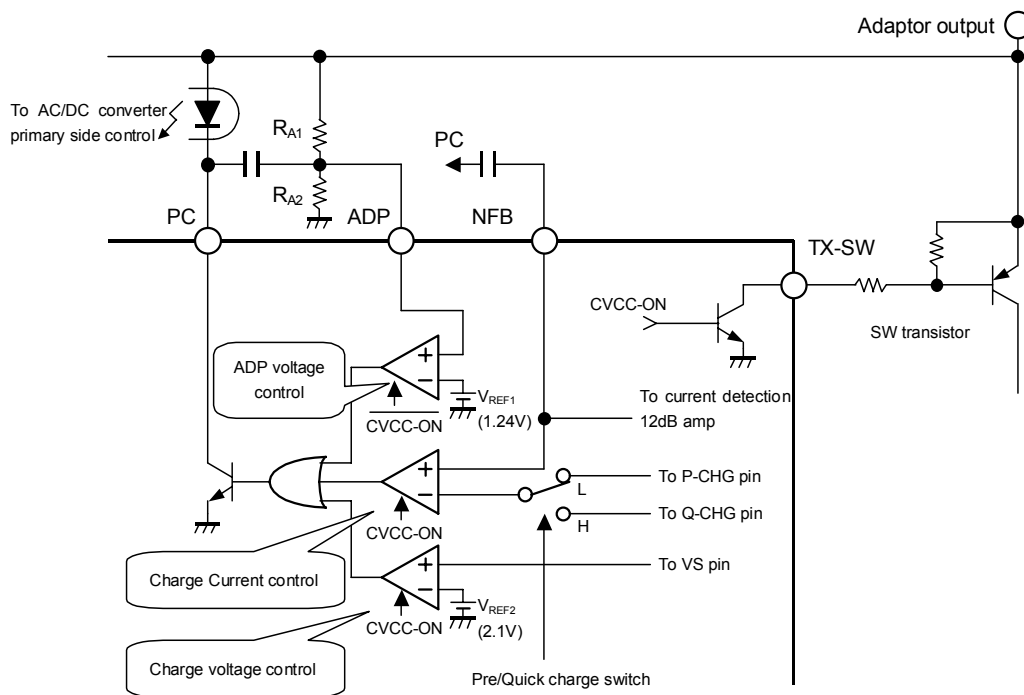 Adaptor output
To AC/DC converter
primary side control
RA1
RA2
PC
PC
ADP
NFB
TX-SW
CVCC-ON
SW transistor
ADP voltage
control
VREF1
(1.24V)
CVCC-ON
To current detection
12dB amp
To P-CHG pin
L
To Q-CHG pin
H
CVCC-ON
Charge Current control
To VS pin
VREF2
(2.1V)
CVCC-ON
Charge voltage control
Pre/Quick charge switch
+
−
+
−
+
−